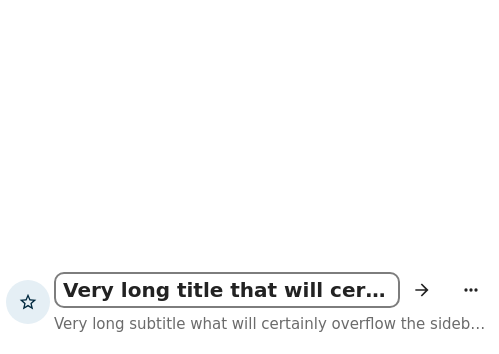 Very long title that will cer...
Very long subtitle what will certainly overflow the sideb...